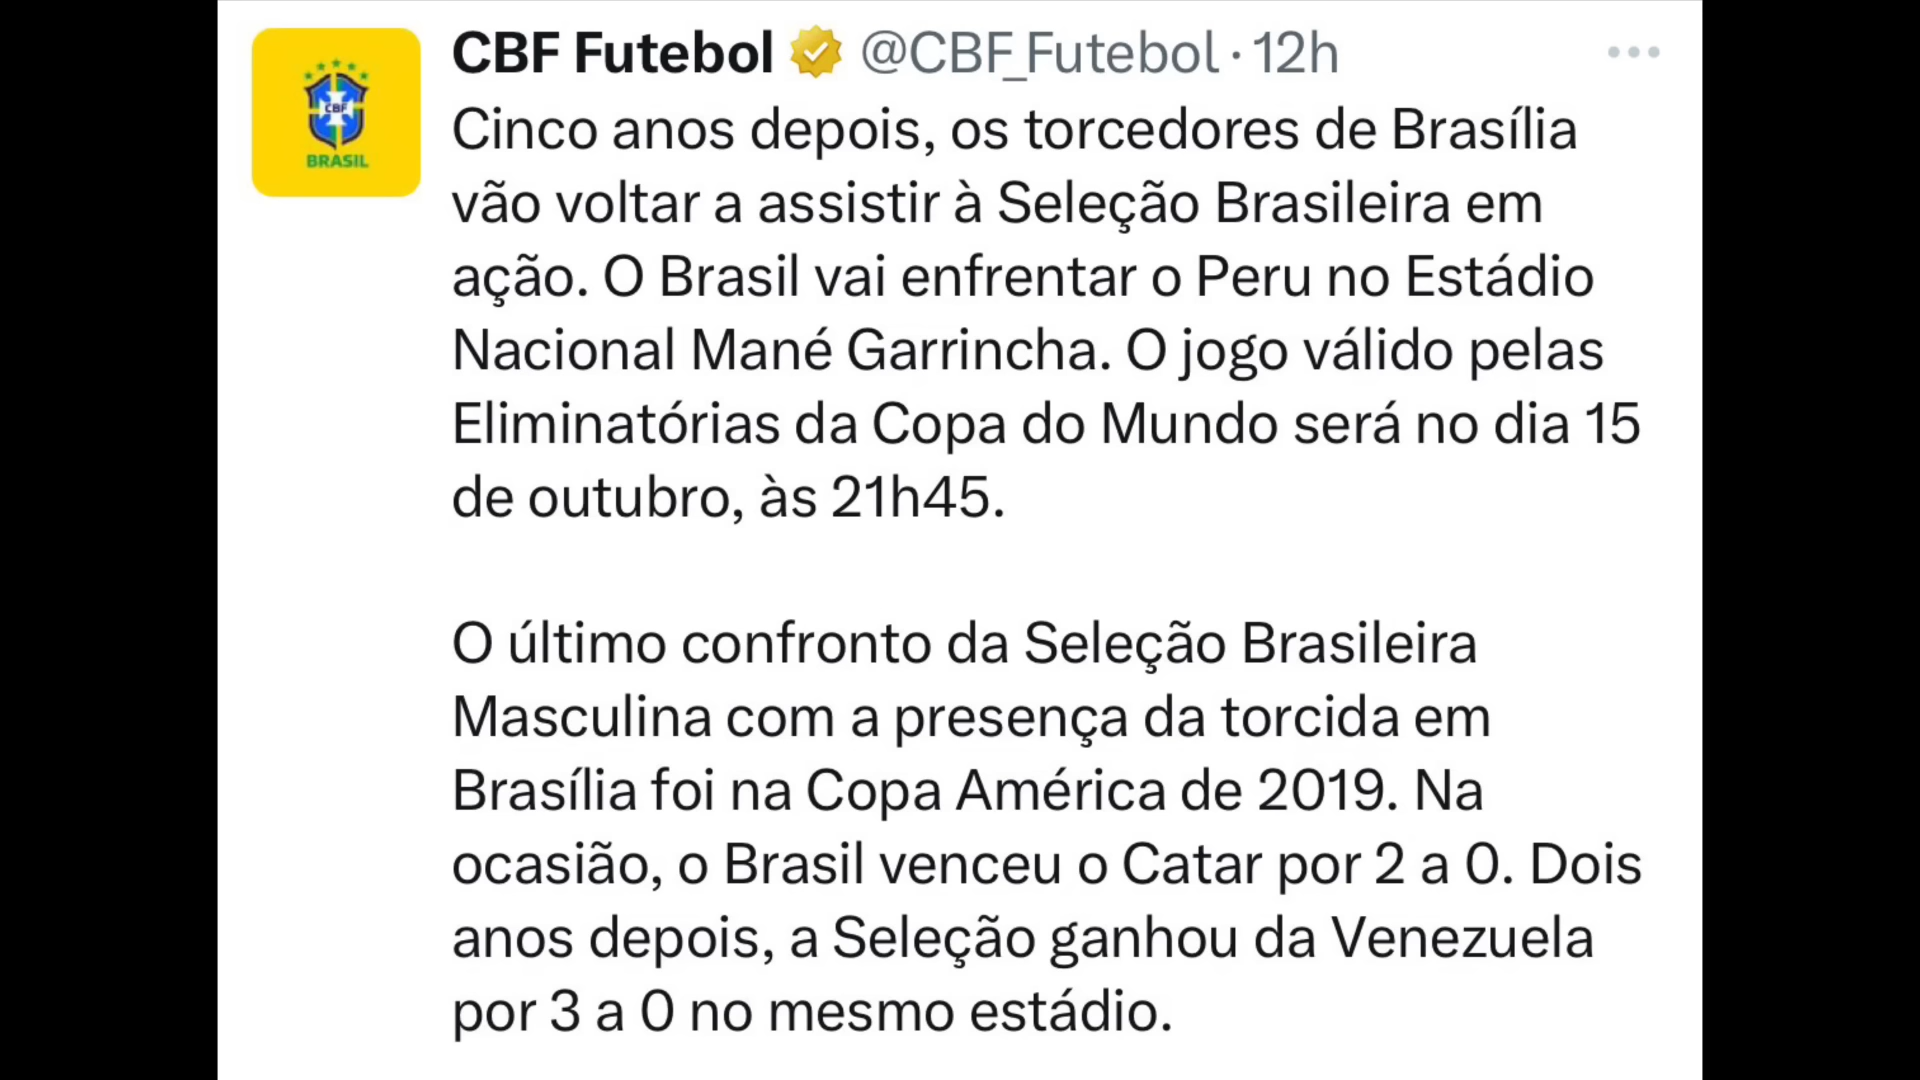 CBF Futebol @CBF_Futebol · 12h
CBF
BRASIL
Cinco anos depois, os torcedores de Brasília
vão voltar a assistir à Seleção Brasileira em
ação. O Brasil vai enfrentar o Peru no Estádio
Nacional Mané Garrincha. O jogo válido pelas
Eliminatórias da Copa do Mundo será no dia 15
de outubro, às 21h45.
O último confronto da Seleção Brasileira
Masculina com a presença da torcida em
Brasília foi na Copa América de 2019. Na
ocasião, o Brasil venceu o Catar por 2 a 0. Dois
anos depois, a Seleção ganhou da Venezuela
por 3 a 0 no mesmo estádio.